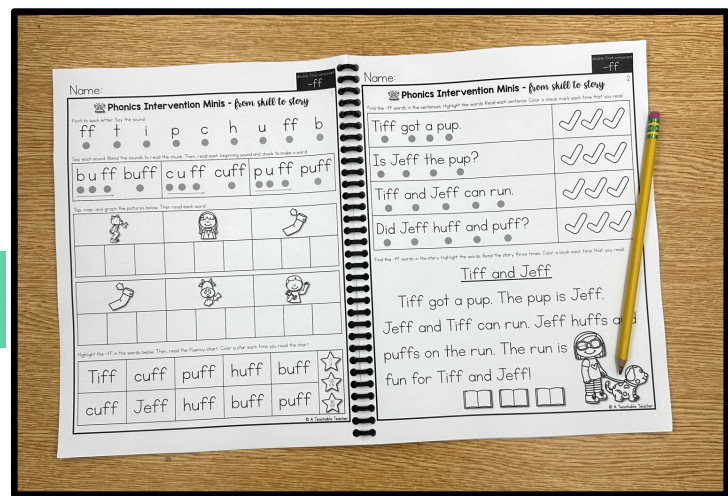 Name:
double final consonant
-ff
1
Phonics Intervention Minis - from skill to story
Point to each letter. Say the sound.
ff t i p c h u ff b
Say each sound. Blend the sounds to read the chunk. Then, read each beginning sound and chunk to make a word.
b u ff buff c u ff cuff p u ff puff
Tap, map, and graph the pictures below. Then read each word.
Highlight the -ff in the words below. Then, read the fluency chart. Color a star each time you read the chart.
Tiff cuff puff huff buff
cuff Jeff huff buff puff
© A Teachable Teacher
Name:
double final consonant
-ff
2
Phonics Intervention Minis - from skill to story
Find the -ff words in the sentences. Highlight the words. Read each sentence. Color a check mark each time that you read.
Tiff got a pup.
Is Jeff the pup?
Tiff and Jeff can run.
Did Jeff huff and puff?
Find the -ff words in the story. Highlight the words. Read the story three times. Color a book each time that you read.
Tiff and Jeff
Tiff got a pup. The pup is Jeff.
Jeff and Tiff can run. Jeff huffs and
puffs on the run. The run is
fun for Tiff and Jeff!
© A Teachable Teacher